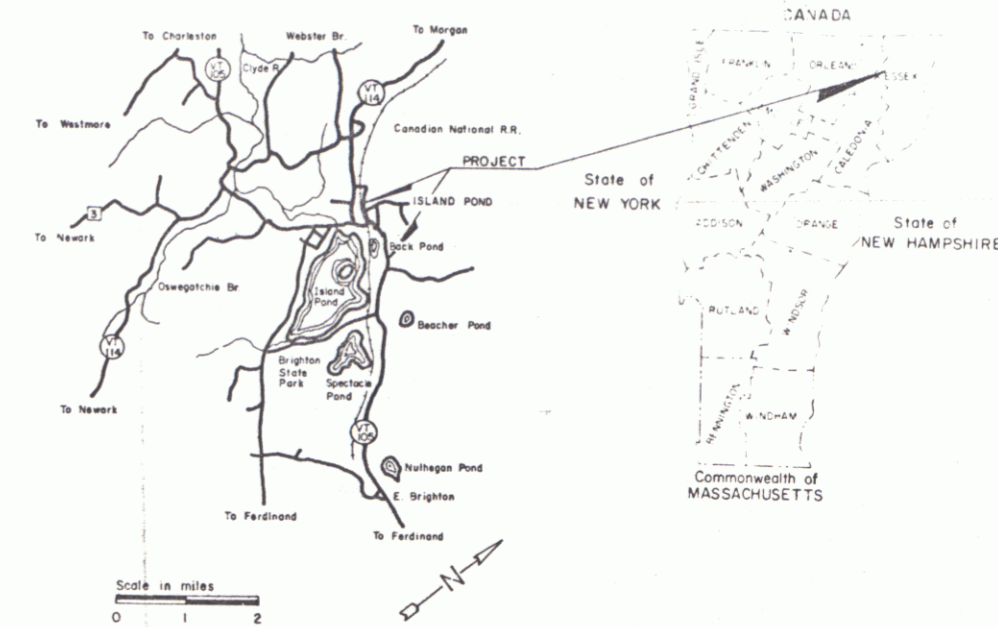 CANADA
To Charleston
Webster Br.
To Morgan
VT 105
Clyde R.
VT 114
To Westmore
Canadian National R.R.
PROJECT
ISLAND POND
3
To Newark
Back Pond
Oswegatchie Br
Island
Pond
Beacher Pond
VT 114
Brighton
State
Park
Spectacle
Pond
To Newark
VT 105
Nulhegan Pond
E. Brighton
To Ferdinand
To Ferdinand
N
Scale in miles
0 1 2
GRAND ISLE
FRANKLIN
ORLEANS
ESSEX
CHITTENDEN
WASHINGTON
CALEDONIA
State of
NEW YORK
ADDISON
ORANGE
State of
NEW HAMPSHIRE
RUTLAND
WINDSOR
BENNINGTON
WINDHAM
Commonwealth of
MASSACHUSETTS